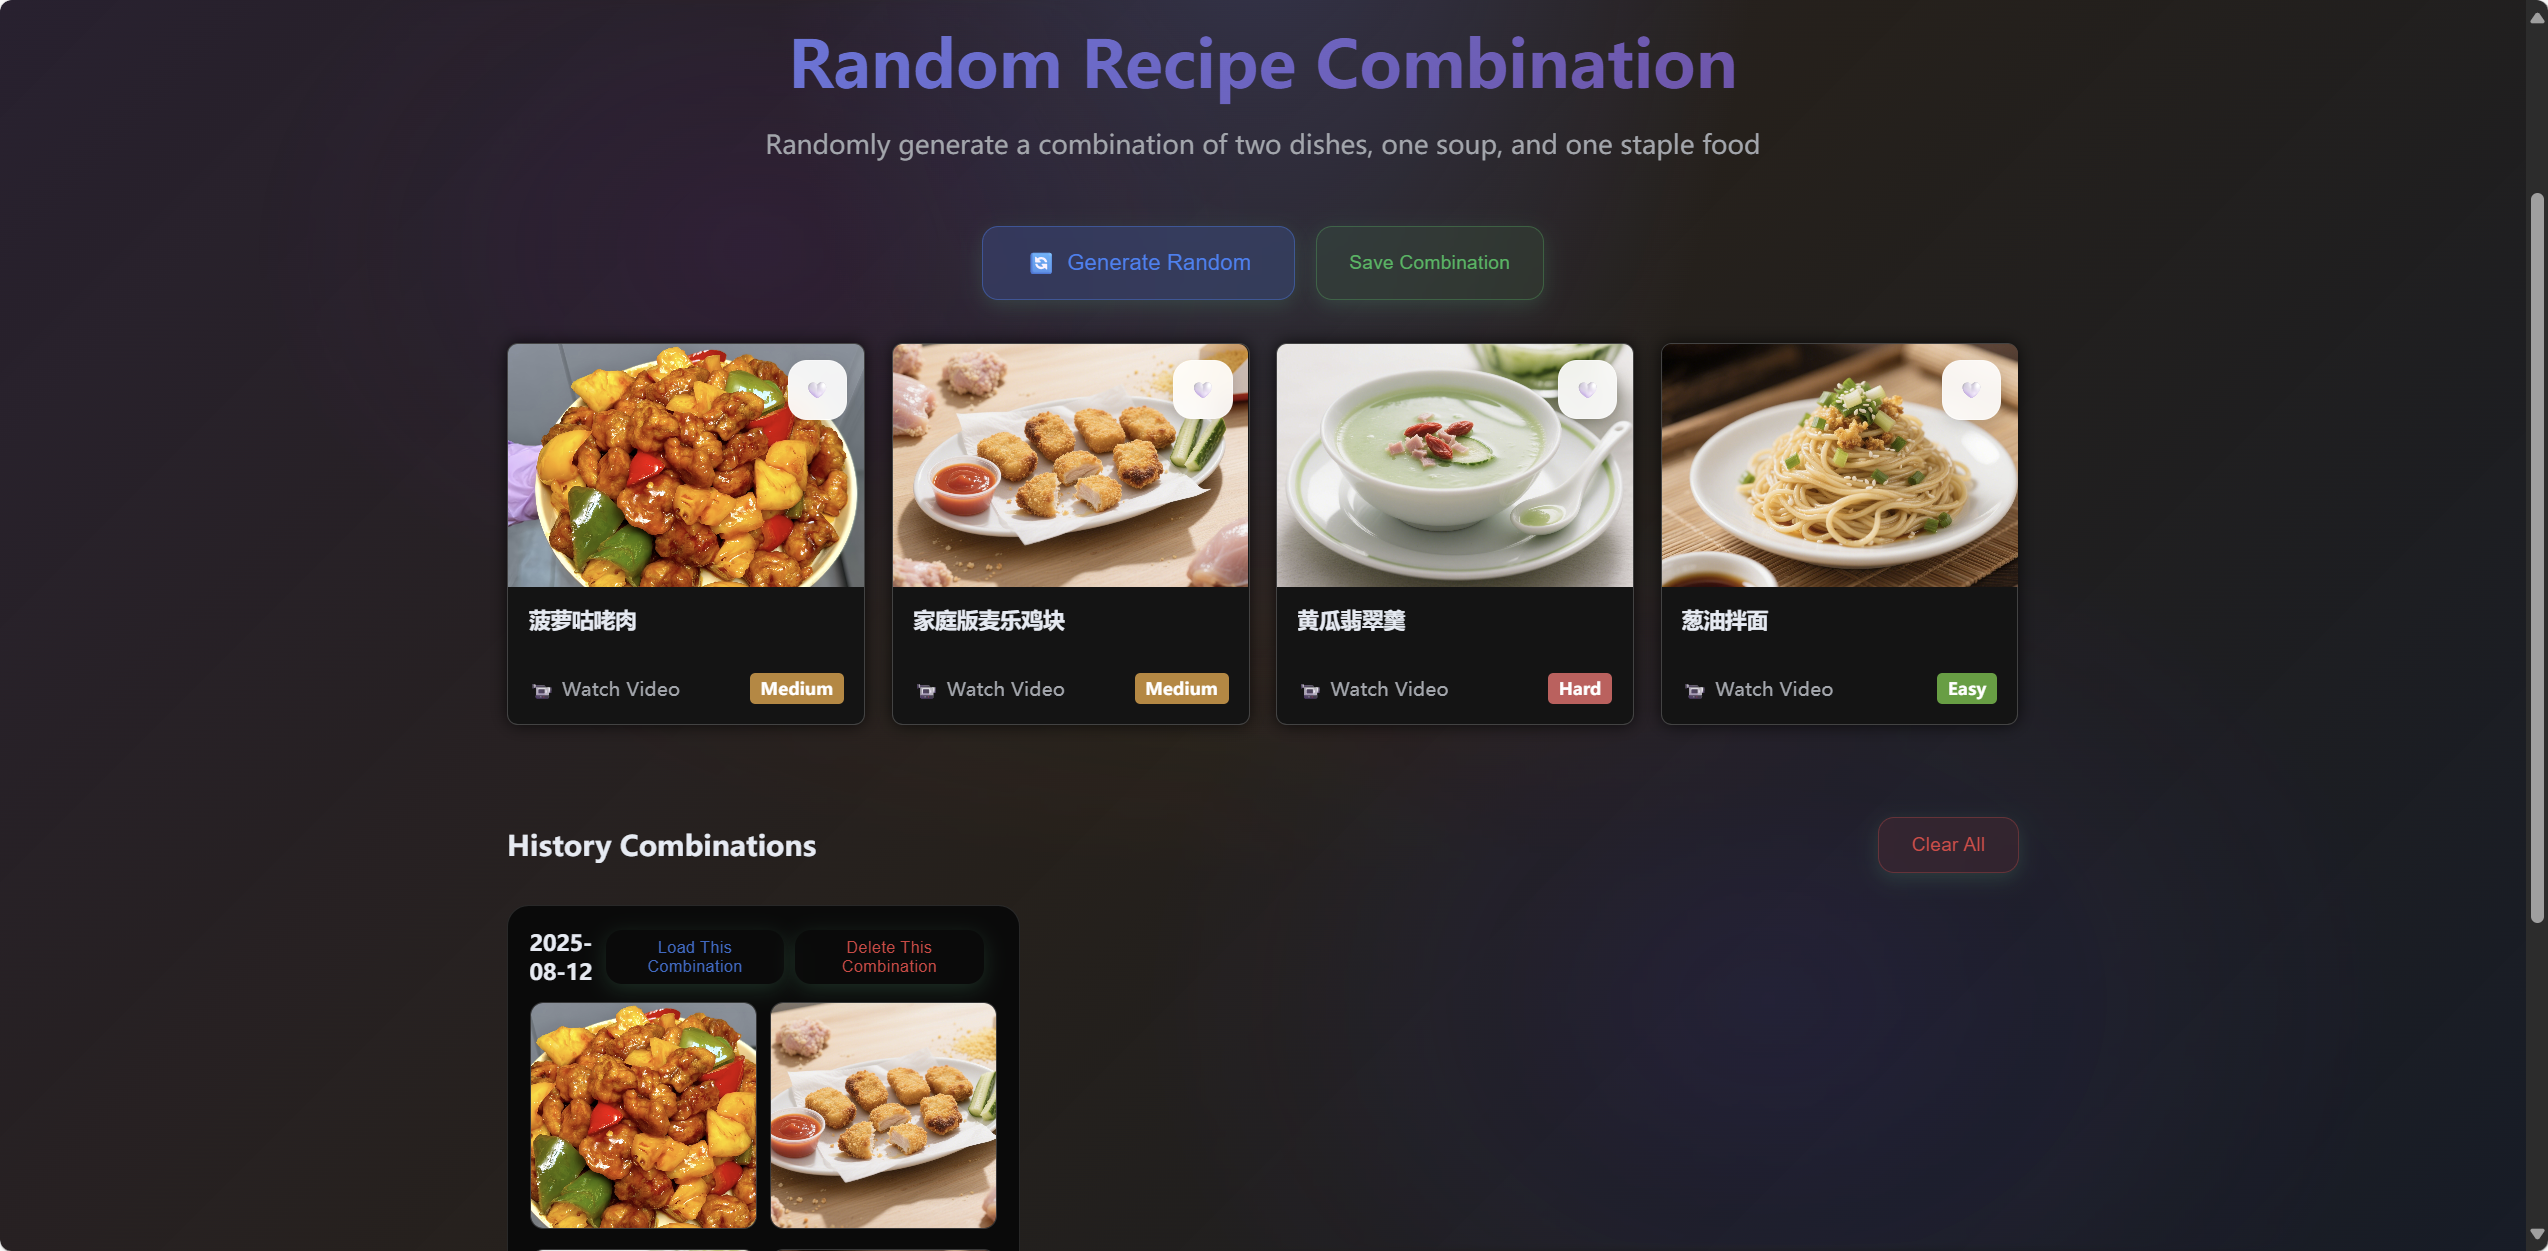 Random Recipe Combination
Randomly generate a combination of two dishes, one soup, and one staple food
Generate Random
Save Combination
菠萝咕咾肉
Watch Video
Medium
家庭版麦乐鸡块
Watch Video
Medium
黄瓜翡翠羹
Watch Video
Hard
葱油拌面
Watch Video
Easy
History Combinations
Clear All
2025-
08-12
Load This
Combination
Delete This
Combination